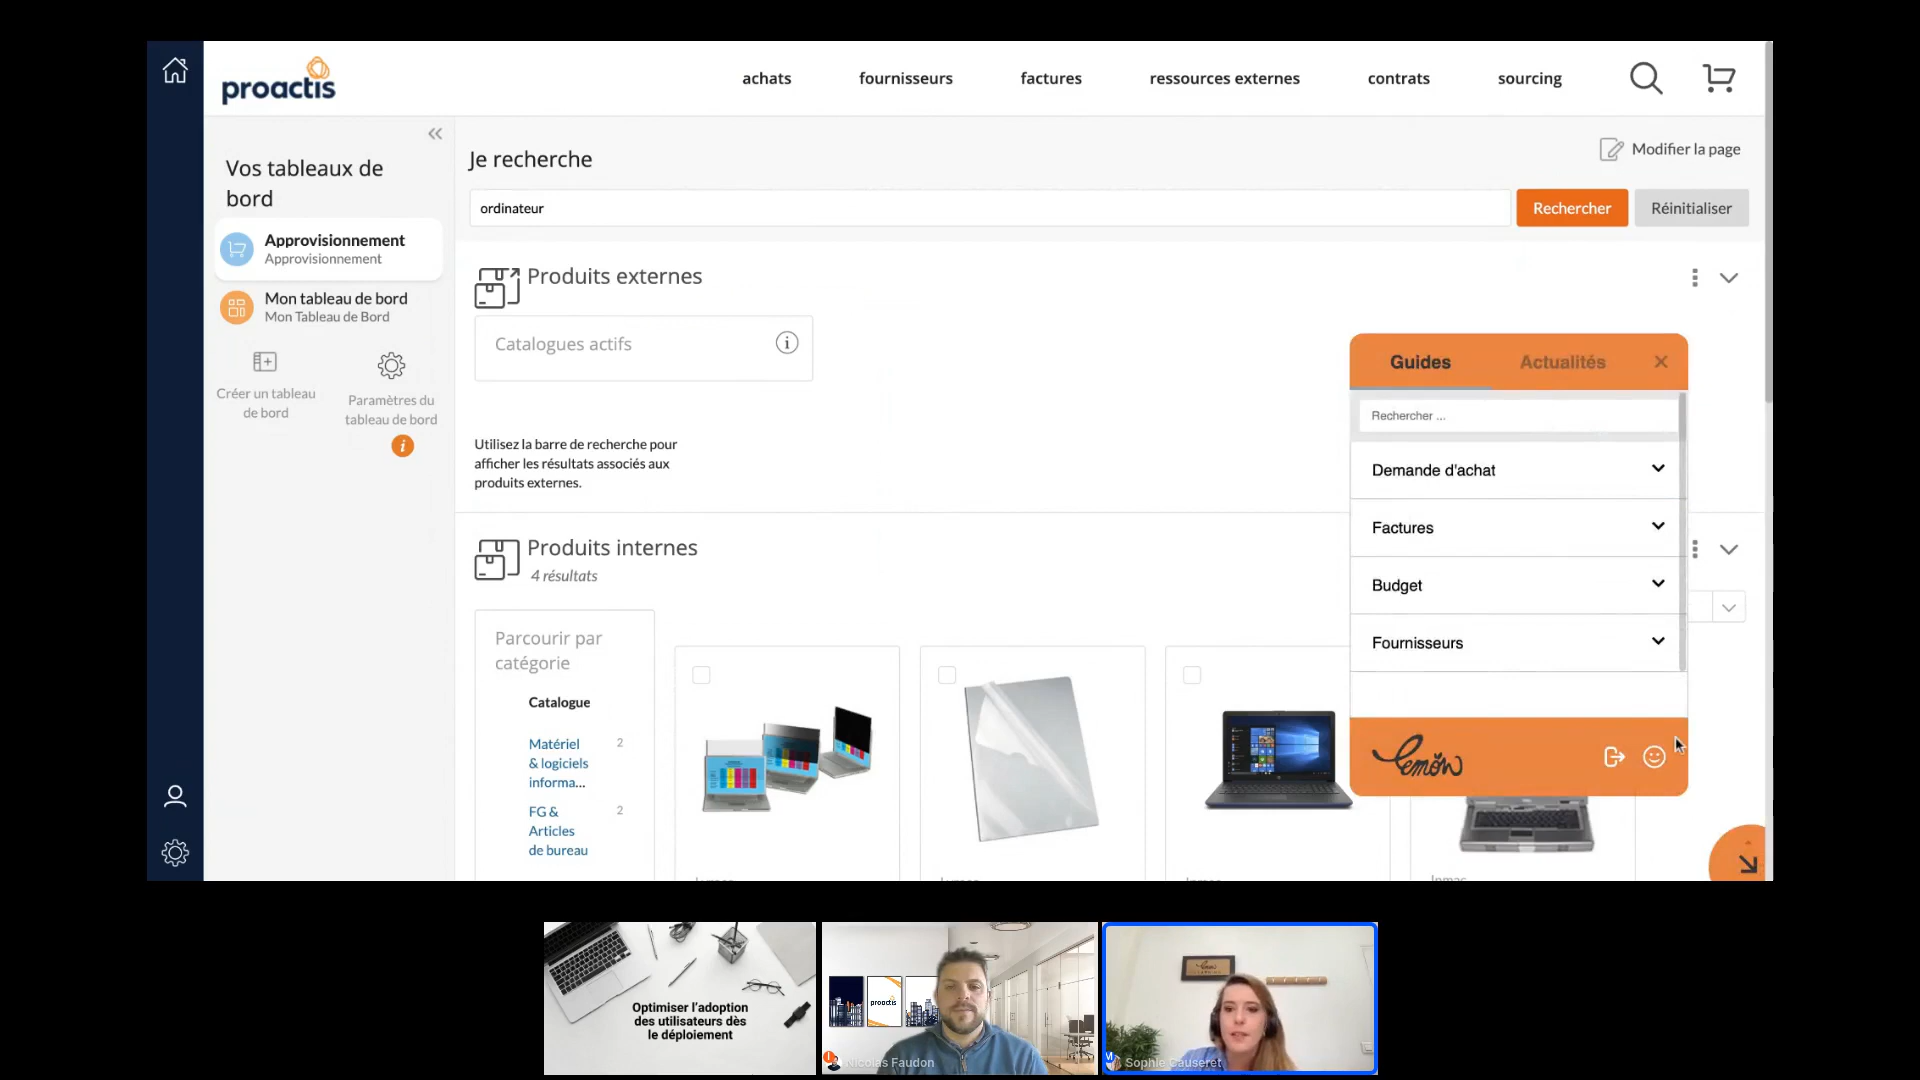 proactis
achats
fournisseurs
factures
ressources externes
contrats
sourcing
Vos tableaux de
bord
Approvisionnement
Approvisionnement
Mon tableau de bord
Mon Tableau de Bord
Créer un tableau
de bord
Paramètres du
tableau de bord
i
Je recherche
Modifier la page
ordinateur
Rechercher
Réinitialiser
Produits externes
Catalogues actifs
Utilisez la barre de recherche pour
afficher les résultats associés aux
produits externes.
Produits internes
4 résultats
Parcourir par
catégorie
Catalogue
Matériel 2
& logiciels
informa...
FG & 2
Articles
de bureau
Guides
Actualités
Rechercher ...
Demande d'achat
Factures
Budget
Fournisseurs
lemon
Optimiser l'adoption
des utilisateurs dès
le déploiement
proactis
Nicolas Faudon
Sophie Causeret